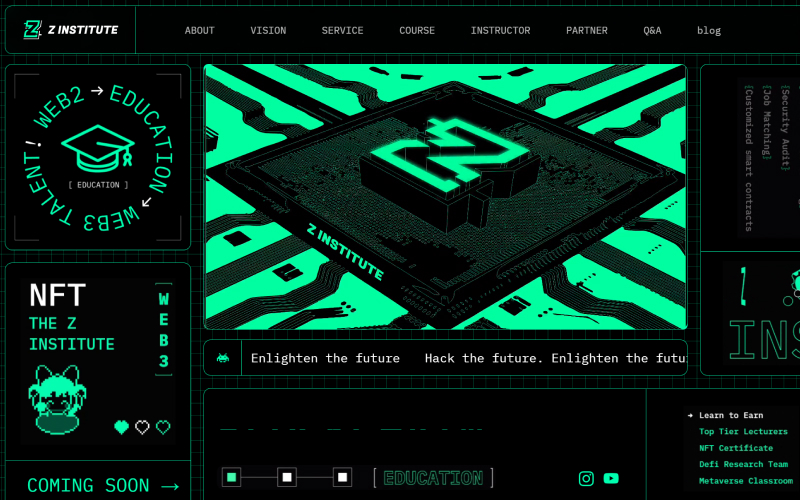 Z INSTITUTE
ABOUT
VISION
SERVICE
COURSE
INSTRUCTOR
PARTNER
Q&A
blog
WEB2 → EDUCATION → WEB3 TALENT!
[ EDUCATION ]
Z INSTITUTE
[Security Audit]
[Job Matching]
[Customized smart contracts
NFT
THE Z
INSTITUTE
WEB3
COMING SOON →
Enlighten the future
Hack the future. Enlighten the futu
INS
[EDUCATION]
→ Learn to Earn
Top Tier Lecturers
NFT Certificate
Defi Research Team
Metaverse Classroom